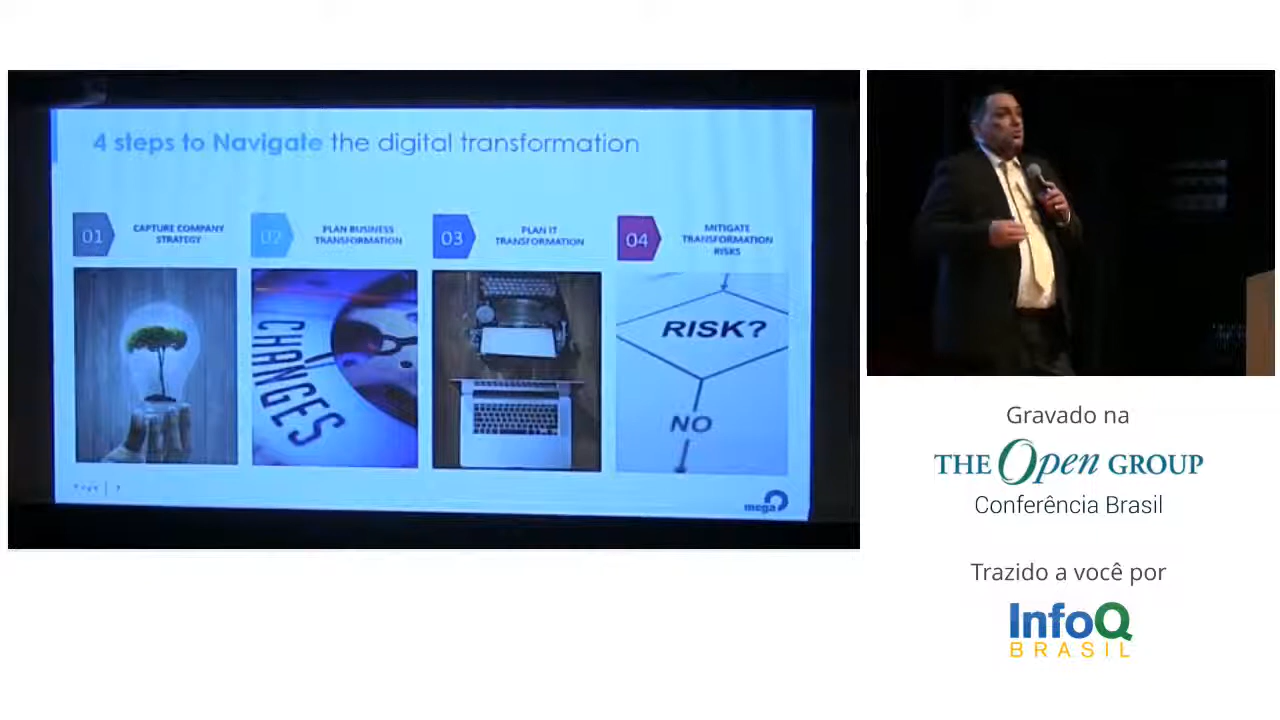 4 steps to Navigate the digital transformation
01
CAPTURE COMPANY
STRATEGY
02
PLAN BUSINESS
TRANSFORMATION
03
PLAN IT
TRANSFORMATION
04
MITIGATE
TRANSFORMATION
RISKS
CHANGES
RISK?
NO
mega
Gravado na
THE Open GROUP
Conferência Brasil
Trazido a você por
InfoQ
BRASIL